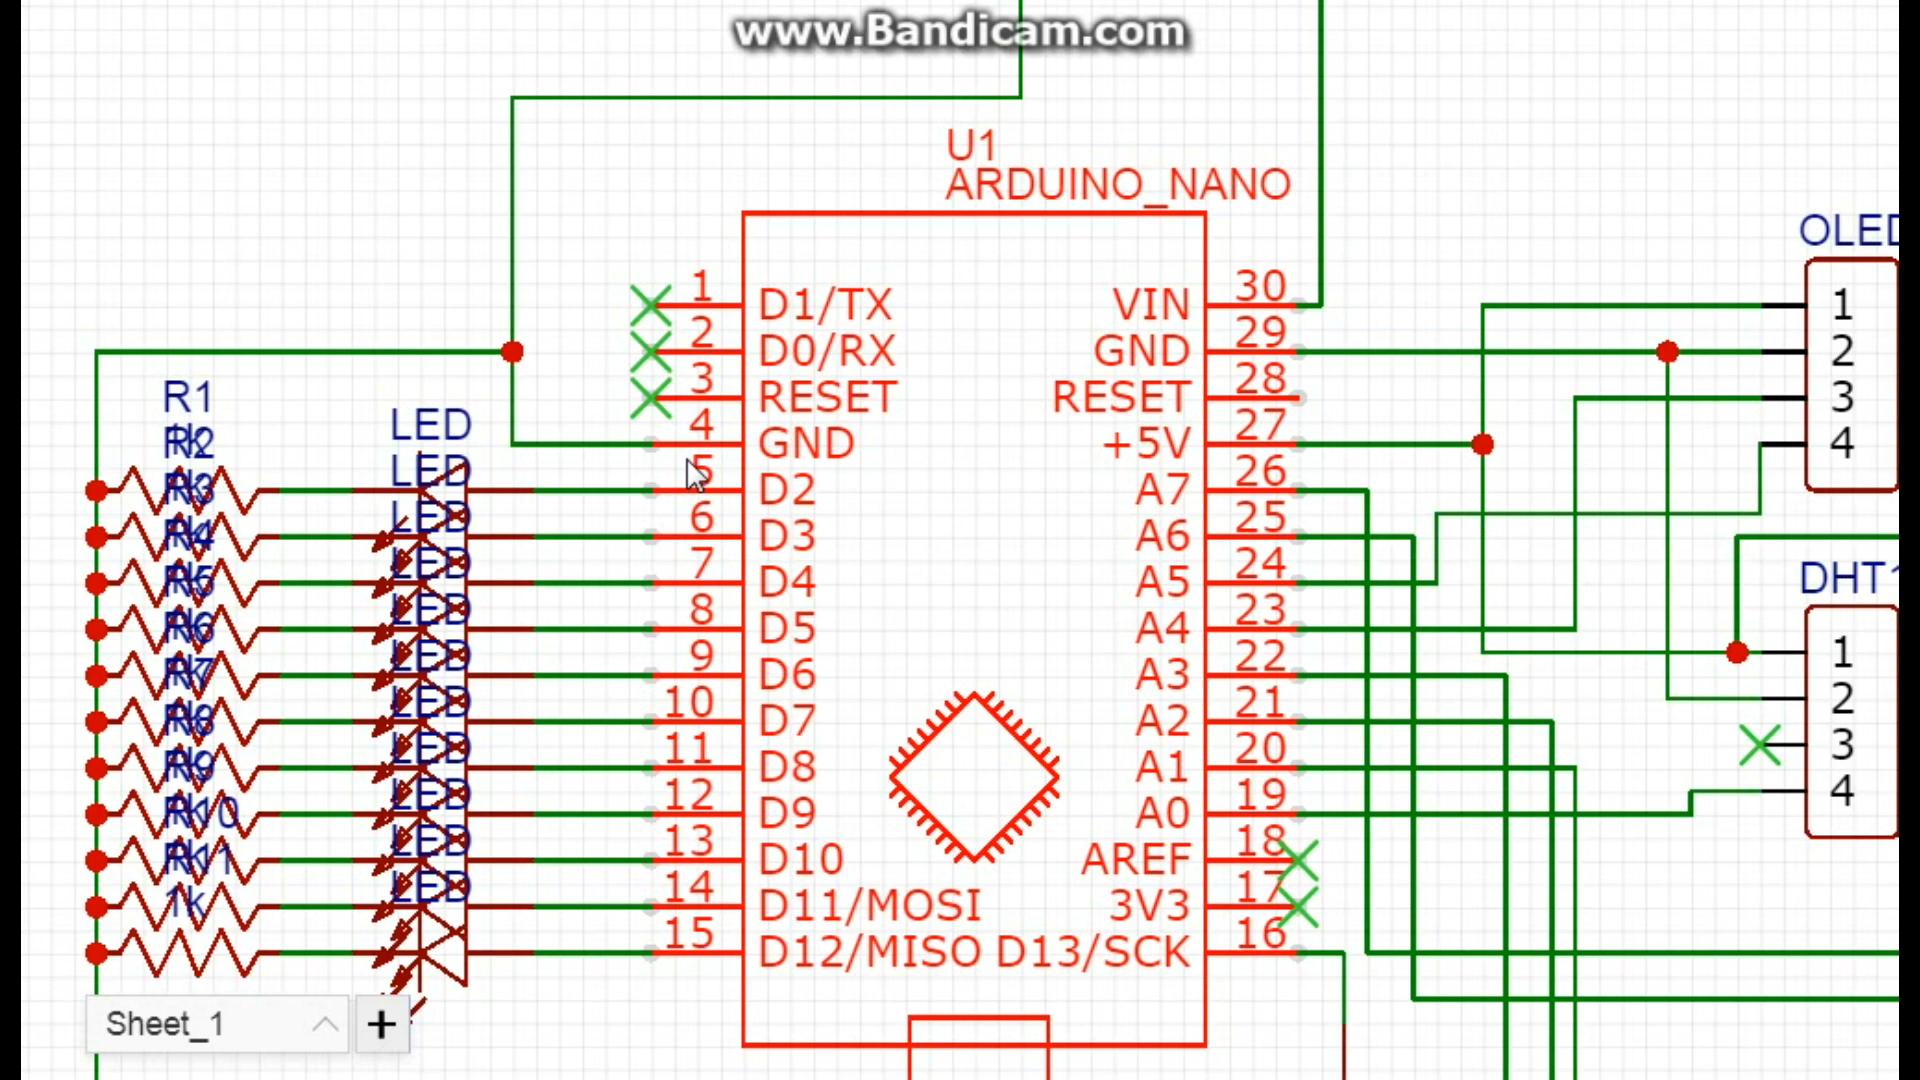 www.Bandicam.com
U1
ARDUINO_NANO
OLED
1 D1/TX VIN 30
2 D0/RX GND 29
3 RESET RESET 28
4 GND +5V 27
5 D2 A7 26
6 D3 A6 25
7 D4 A5 24
8 D5 A4 23
9 D6 A3 22
10 D7 A2 21
11 D8 A1 20
12 D9 A0 19
13 D10 AREF 18
14 D11/MOSI 3V3 17
15 D12/MISO D13/SCK 16
1
2
3
4
DHT1
1
2
3
4
R1
R2
R3
R4
R5
R6
R7
R8
R9
R10
R11
1k
LED
LED
LED
LED
LED
LED
LED
LED
LED
LED
LED
Sheet_1
+